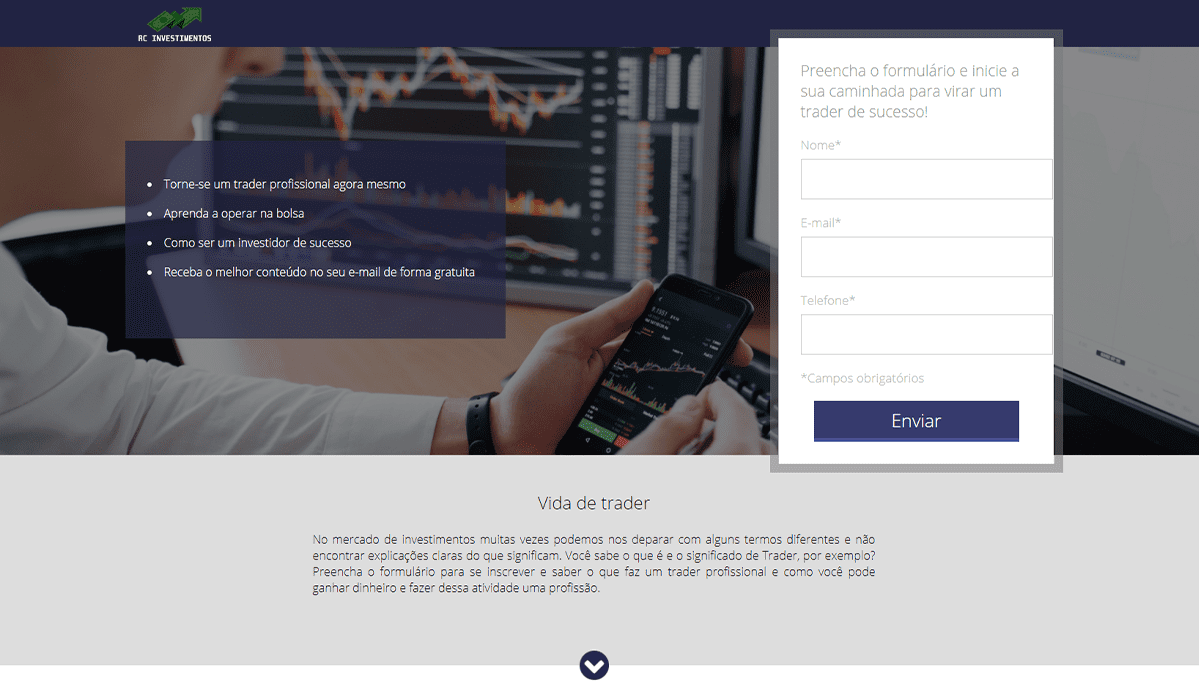 RC INVESTIMENTOS
Torne-se um trader profissional agora mesmo
Aprenda a operar na bolsa
Como ser um investidor de sucesso
Receba o melhor conteúdo no seu e-mail de forma gratuita
Preencha o formulário e inicie a
sua caminhada para virar um
trader de sucesso!
Nome*
E-mail*
Telefone*
*Campos obrigatórios
Enviar
Vida de trader
No mercado de investimentos muitas vezes podemos nos deparar com alguns termos diferentes e não
encontrar explicações claras do que significam. Você sabe o que é e o significado de Trader, por exemplo?
Preencha o formulário para se inscrever e saber o que faz um trader profissional e como você pode
ganhar dinheiro e fazer dessa atividade uma profissão.